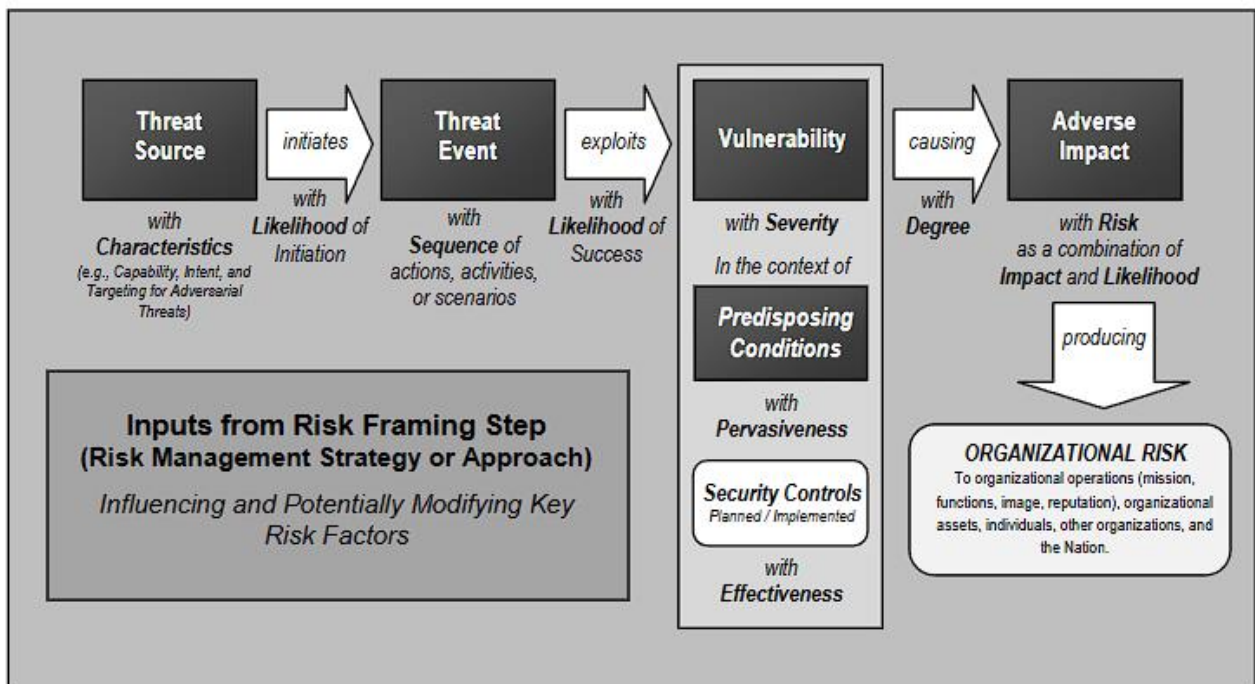 Threat
Source
initiates
Threat
Event
exploits
Vulnerability
causing
Adverse
Impact
with
Characteristics
(e.g., Capability, Intent, and
Targeting for Adversarial
Threats)
with
Likelihood of
Initiation
with
Sequence of
actions, activities,
or scenarios
with
Likelihood of
Success
with Severity
In the context of
Predisposing
Conditions
with
Pervasiveness
Security Controls
Planned / Implemented
with
Effectiveness
with
Degree
with Risk
as a combination of
Impact and Likelihood
producing
ORGANIZATIONAL RISK
To organizational operations (mission,
functions, image, reputation), organizational
assets, individuals, other organizations, and
the Nation.
Inputs from Risk Framing Step
(Risk Management Strategy or Approach)
Influencing and Potentially Modifying Key
Risk Factors